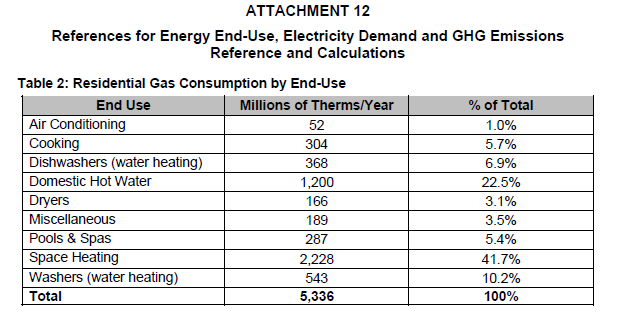 ATTACHMENT 12
References for Energy End-Use, Electricity Demand and GHG Emissions
Reference and Calculations
Table 2: Residential Gas Consumption by End-Use
End Use Millions of Therms/Year % of Total
Air Conditioning 52 1.0%
Cooking 304 5.7%
Dishwashers (water heating) 368 6.9%
Domestic Hot Water 1,200 22.5%
Dryers 166 3.1%
Miscellaneous 189 3.5%
Pools & Spas 287 5.4%
Space Heating 2,228 41.7%
Washers (water heating) 543 10.2%
Total 5,336 100%